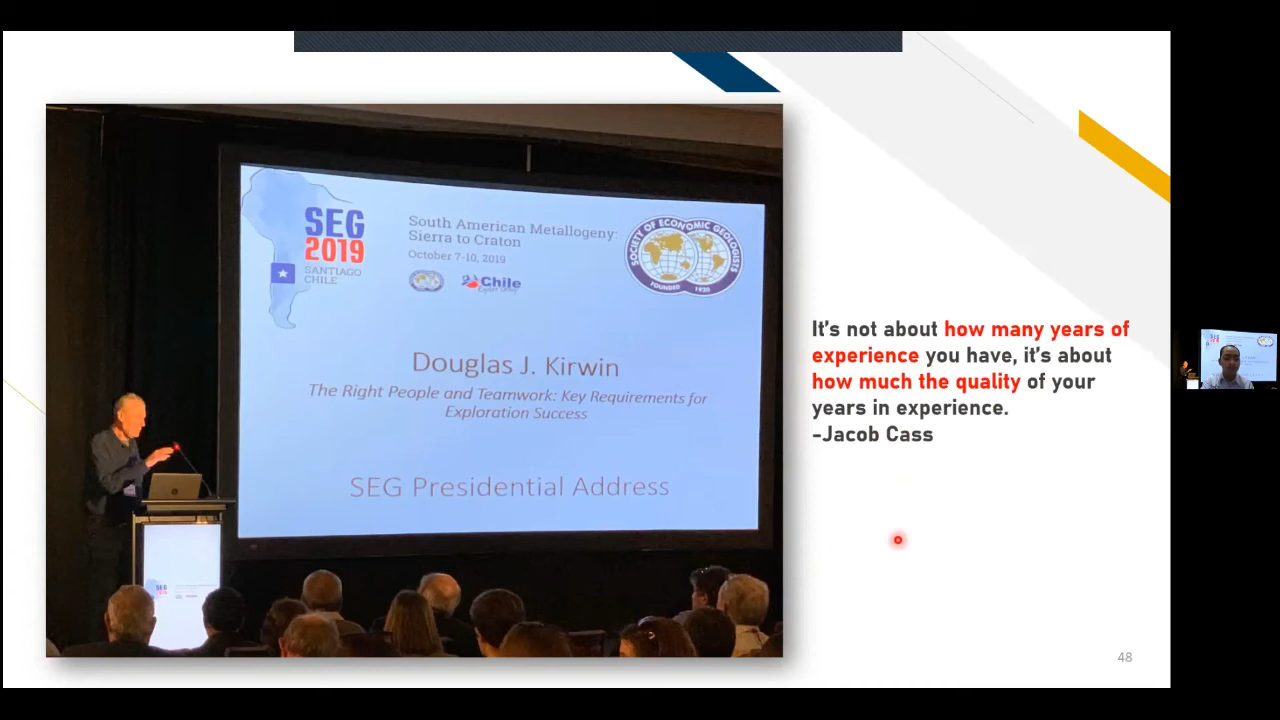 SEG
2019
SANTIAGO
CHILE
South American Metallogeny:
Sierra to Craton
October 7-10, 2019
Chile
SOCIETY OF ECONOMIC GEOLOGISTS
FOUNDED 1920
Douglas J. Kirwin
The Right People and Teamwork: Key Requirements for
Exploration Success
SEG Presidential Address
It's not about how many years of
experience you have, it's about
how much the quality of your
years in experience.
-Jacob Cass
48